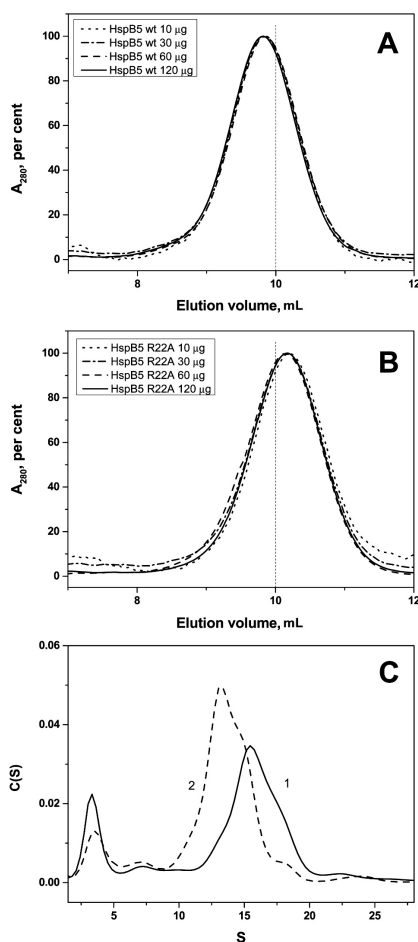 A
HspB5 wt 10 μg
HspB5 wt 30 μg
HspB5 wt 60 μg
HspB5 wt 120 μg
100
80
60
40
20
0
A280, per cent
8
9
10
11
12
Elution volume, mL
B
HspB5 R22A 10 μg
HspB5 R22A 30 μg
HspB5 R22A 60 μg
HspB5 R22A 120 μg
100
80
60
40
20
0
A280, per cent
8
10
12
Elution volume, mL
C
0.06
0.04
0.02
0.00
C(S)
2
1
5
10
15
20
25
S